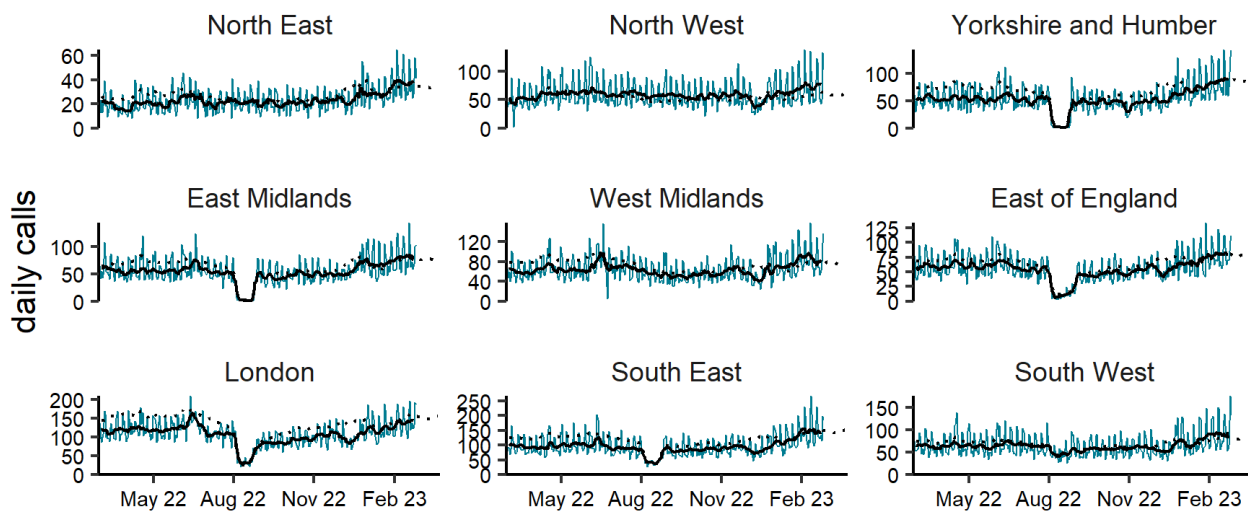 North East
North West
Yorkshire and Humber
60
40
20
0
100
50
0
100
50
0
daily calls
East Midlands
West Midlands
East of England
100
50
0
120
80
40
0
125
100
75
50
25
0
London
South East
South West
200
150
100
50
0
250
200
150
100
50
0
150
100
50
0
May 22 Aug 22 Nov 22 Feb 23
May 22 Aug 22 Nov 22 Feb 23
May 22 Aug 22 Nov 22 Feb 23